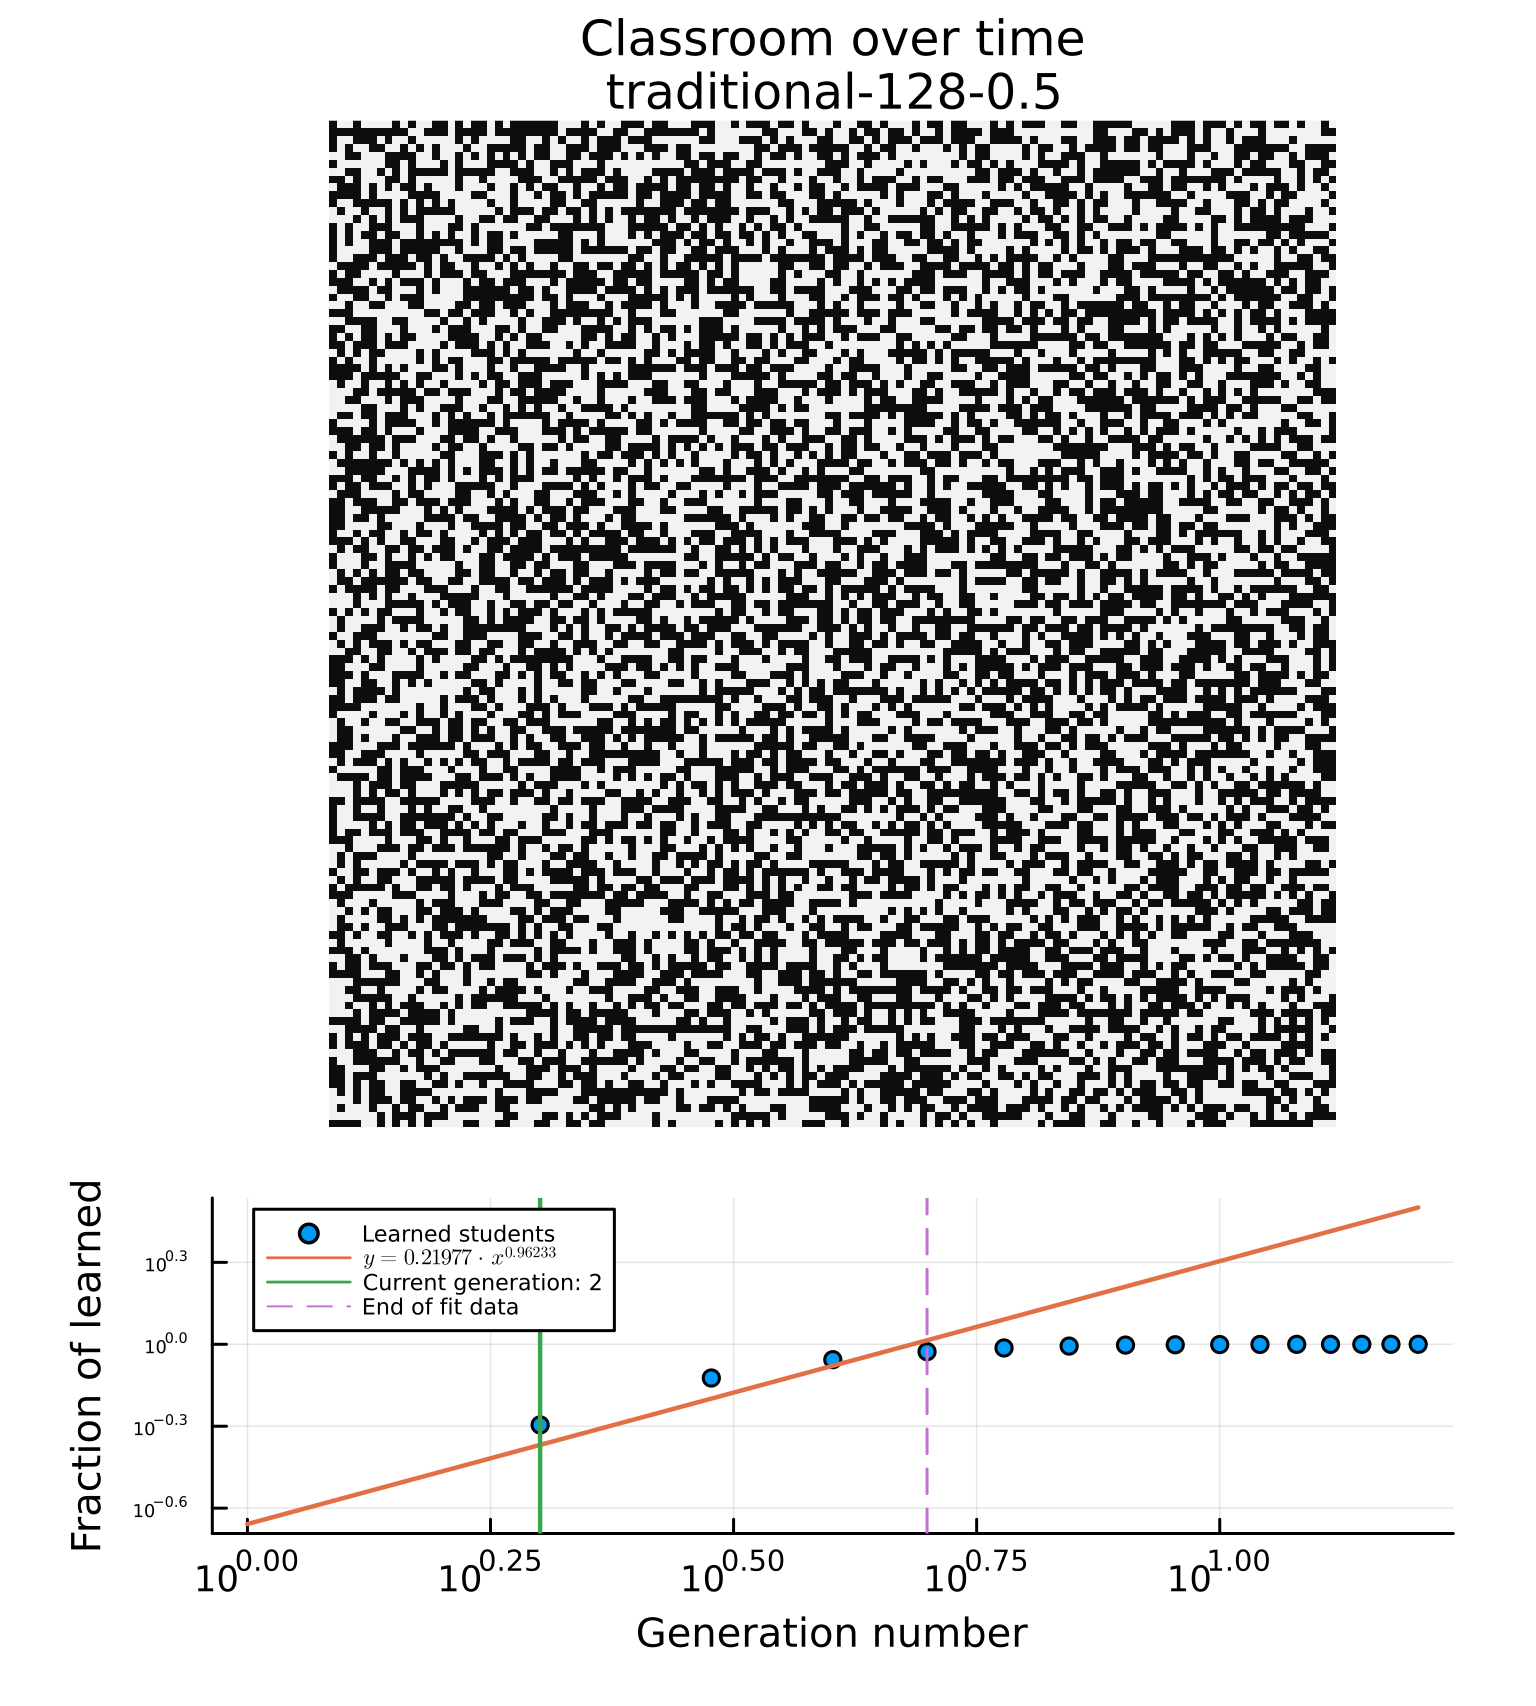 Classroom over time
traditional-128-0.5
Fraction of learned
10^0.3
10^0.0
10^−0.3
10^−0.6
Learned students
y = 0.21977 · x^0.96233
Current generation: 2
End of fit data
10^0.00 10^0.25 10^0.50 10^0.75 10^1.00
Generation number